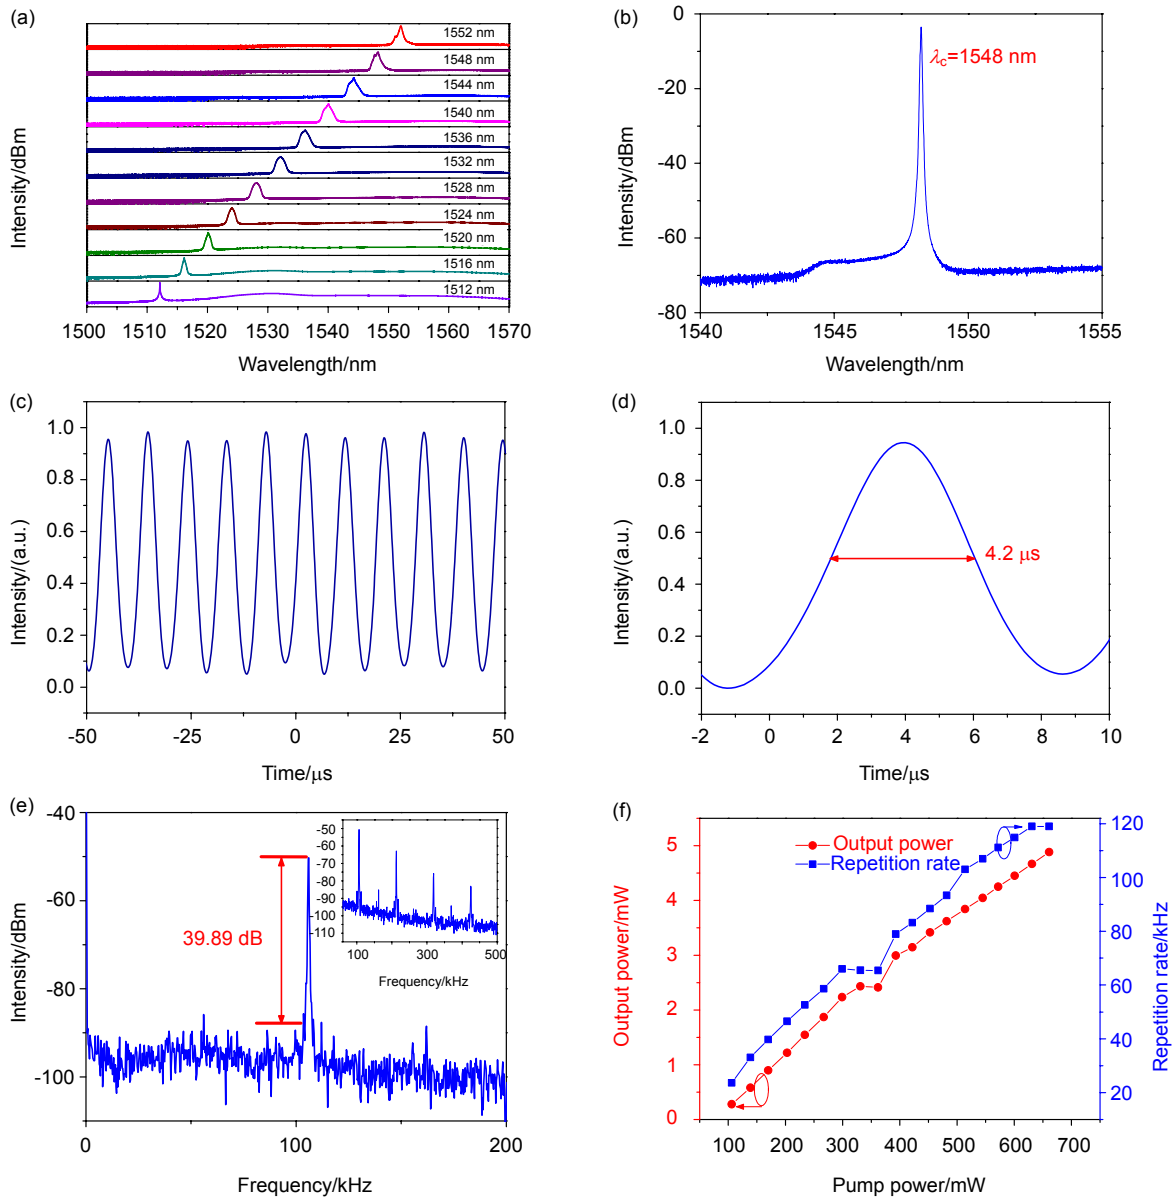 (a)
1552 nm
1548 nm
1544 nm
1540 nm
1536 nm
1532 nm
1528 nm
1524 nm
1520 nm
1516 nm
1512 nm
Intensity/dBm
1500 1510 1520 1530 1540 1550 1560 1570
Wavelength/nm
(b)
0
-20
-40
-60
-80
Intensity/dBm
λc=1548 nm
1540 1545 1550 1555
Wavelength/nm
(c)
1.0
0.8
0.6
0.4
0.2
0.0
Intensity/(a.u.)
-50 -25 0 25 50
Time/μs
(d)
1.0
0.8
0.6
0.4
0.2
0.0
Intensity/(a.u.)
4.2 μs
-2 0 2 4 6 8 10
Time/μs
(e)
-40
-60
-80
-100
Intensity/dBm
39.89 dB
-50
-60
-70
-80
-90
-100
-110
100 300 500
Frequency/kHz
0 100 200
Frequency/kHz
(f)
5
4
3
2
1
0
Output power/mW
Output power
Repetition rate
120
100
80
60
40
20
Repetition rate/kHz
100 200 300 400 500 600 700
Pump power/mW